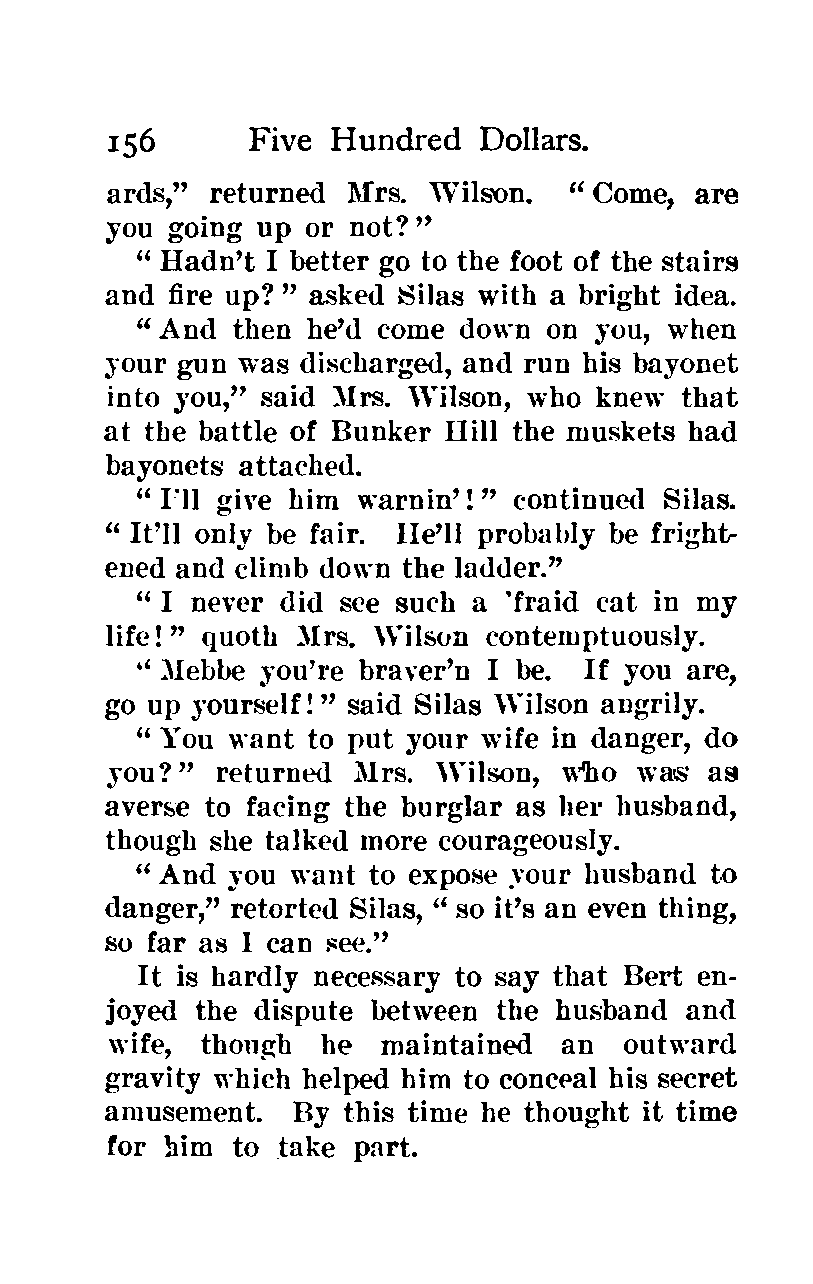 156 Five Hundred Dollars.
ards,” returned Mrs. Wilson. “ Come, are
you going up or not? ”
“ Hadn’t I better go to the foot of the stairs
and fire up? ” asked Silas with a bright idea.
“ And then he’d come down on you, when
your gun was discharged, and run his bayonet
into you,” said Mrs. Wilson, who knew that
at the battle of Bunker Hill the muskets had
bayonets attached.
“ I’ll give him warnin’! ” continued Silas.
“ It’ll only be fair. He’ll probably be fright-
ened and climb down the ladder.”
“ I never did see such a ’fraid cat in my
life! ” quoth Mrs. Wilson contemptuously.
“ Mebbe you’re braver’n I be. If you are,
go up yourself! ” said Silas Wilson angrily.
“ You want to put your wife in danger, do
you? ” returned Mrs. Wilson, who was as
averse to facing the burglar as her husband,
though she talked more courageously.
“ And you want to expose your husband to
danger,” retorted Silas, “ so it’s an even thing,
so far as I can see.”
It is hardly necessary to say that Bert en-
joyed the dispute between the husband and
wife, though he maintained an outward
gravity which helped him to conceal his secret
amusement. By this time he thought it time
for him to take part.